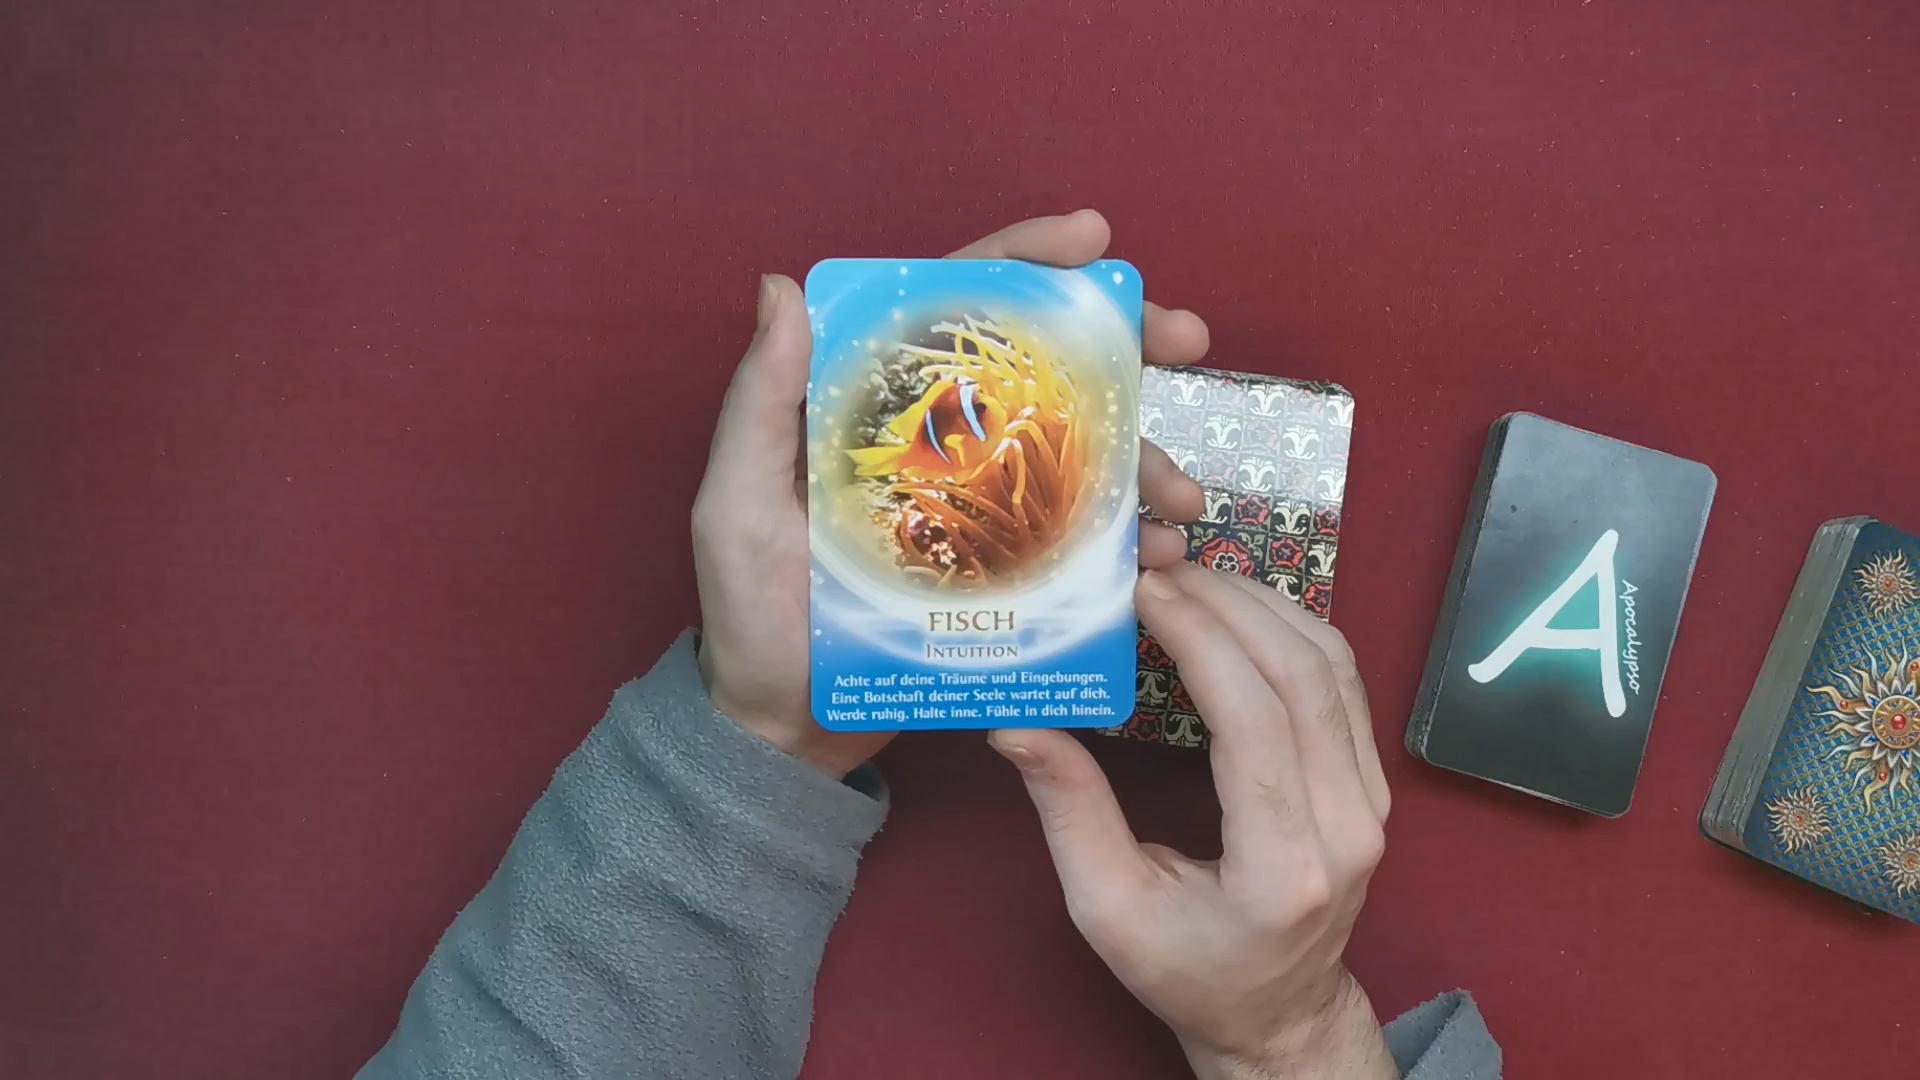 FISCH
INTUITION
Achte auf deine Träume und Eingebungen.
Eine Botschaft deiner Seele wartet auf dich.
Werde ruhig. Halte inne. Fühle in dich hinein.
A
Apocalypso